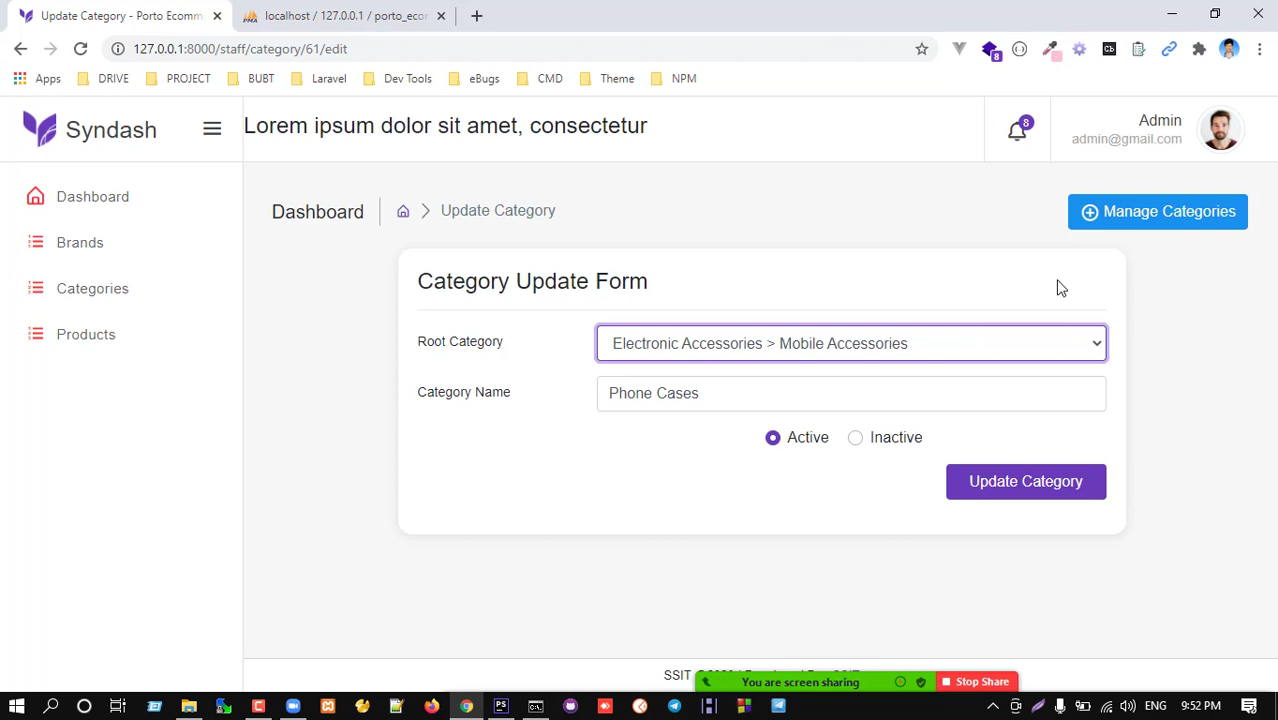 Update Category - Porto Ecomm
localhost / 127.0.0.1 / porto_eco
127.0.0.1:8000/staff/category/61/edit
8
Cb
Apps DRIVE PROJECT BUBT Laravel Dev Tools eBugs CMD Theme NPM
Syndash
Lorem ipsum dolor sit amet, consectetur
8
Admin
admin@gmail.com
Dashboard
Brands
Categories
Products
Dashboard
Update Category
Manage Categories
Category Update Form
Root Category
Electronic Accessories > Mobile Accessories
Category Name
Phone Cases
Active
Inactive
Update Category
SSIT
You are screen sharing
Stop Share
ENG
9:52 PM